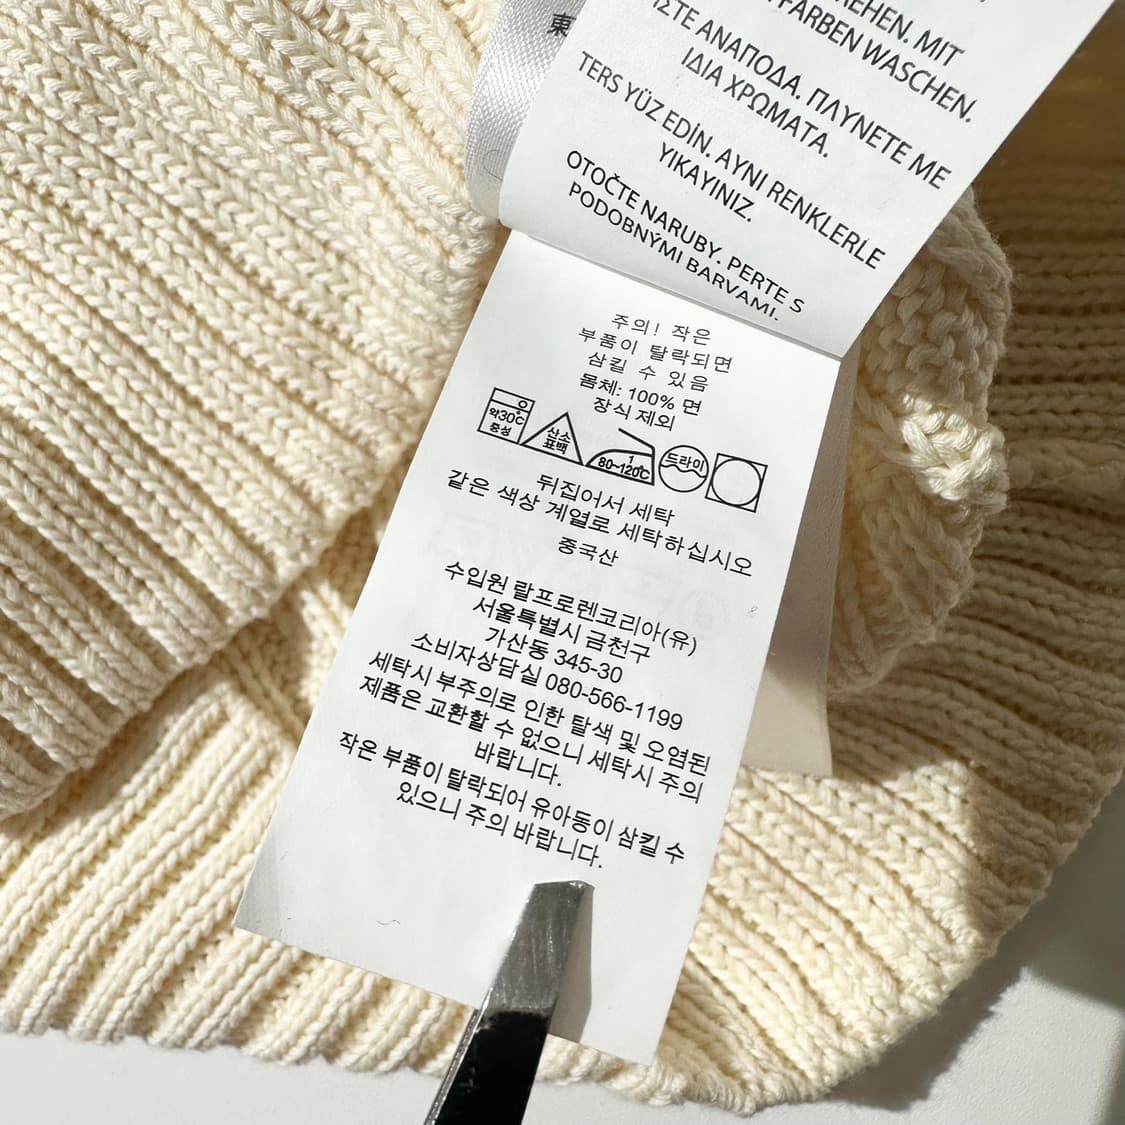 東
REHEN. MIT
FARBEN WASCHEN.
ΙΣΤΕ ΑΝΑΠΟΔΑ. ΠΛΥΝΕΤΕ ΜΕ
ΙΔΙΑ ΧΡΩΜΑΤΑ.
TERS YÜZ EDİN. AYNI RENKLERLE
YIKAYINIZ.
OTOČTE NARUBY. PERTE S
PODOBNÝMI BARVAMI.
주의! 작은
부품이 탈락되면
삼킬 수 있음
몸체: 100% 면
장식 제외
약30℃
중성
산소
표백
1
80~120℃
드라이
뒤집어서 세탁
같은 색상 계열로 세탁하십시오
중국산
수입원 랄프로렌코리아(유)
서울특별시 금천구
가산동 345-30
소비자상담실 080-566-1199
세탁시 부주의로 인한 탈색 및 오염된
제품은 교환할 수 없으니 세탁시 주의
바랍니다.
작은 부품이 탈락되어 유아동이 삼킬 수
있으니 주의 바랍니다.